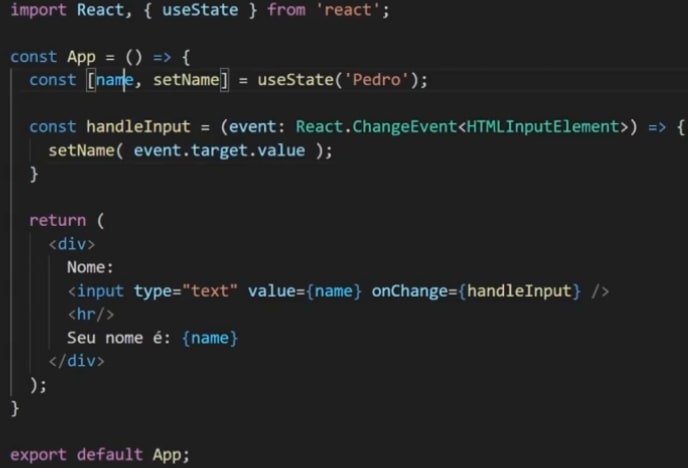 import React, { useState } from 'react';
const App = () => {
const [name, setName] = useState('Pedro');
const handleInput = (event: React.ChangeEvent<HTMLInputElement>) => {
setName( event.target.value );
}
return (
<div>
Nome:
<input type="text" value={name} onChange={handleInput} />
<hr/>
Seu nome é: {name}
</div>
);
}
export default App;